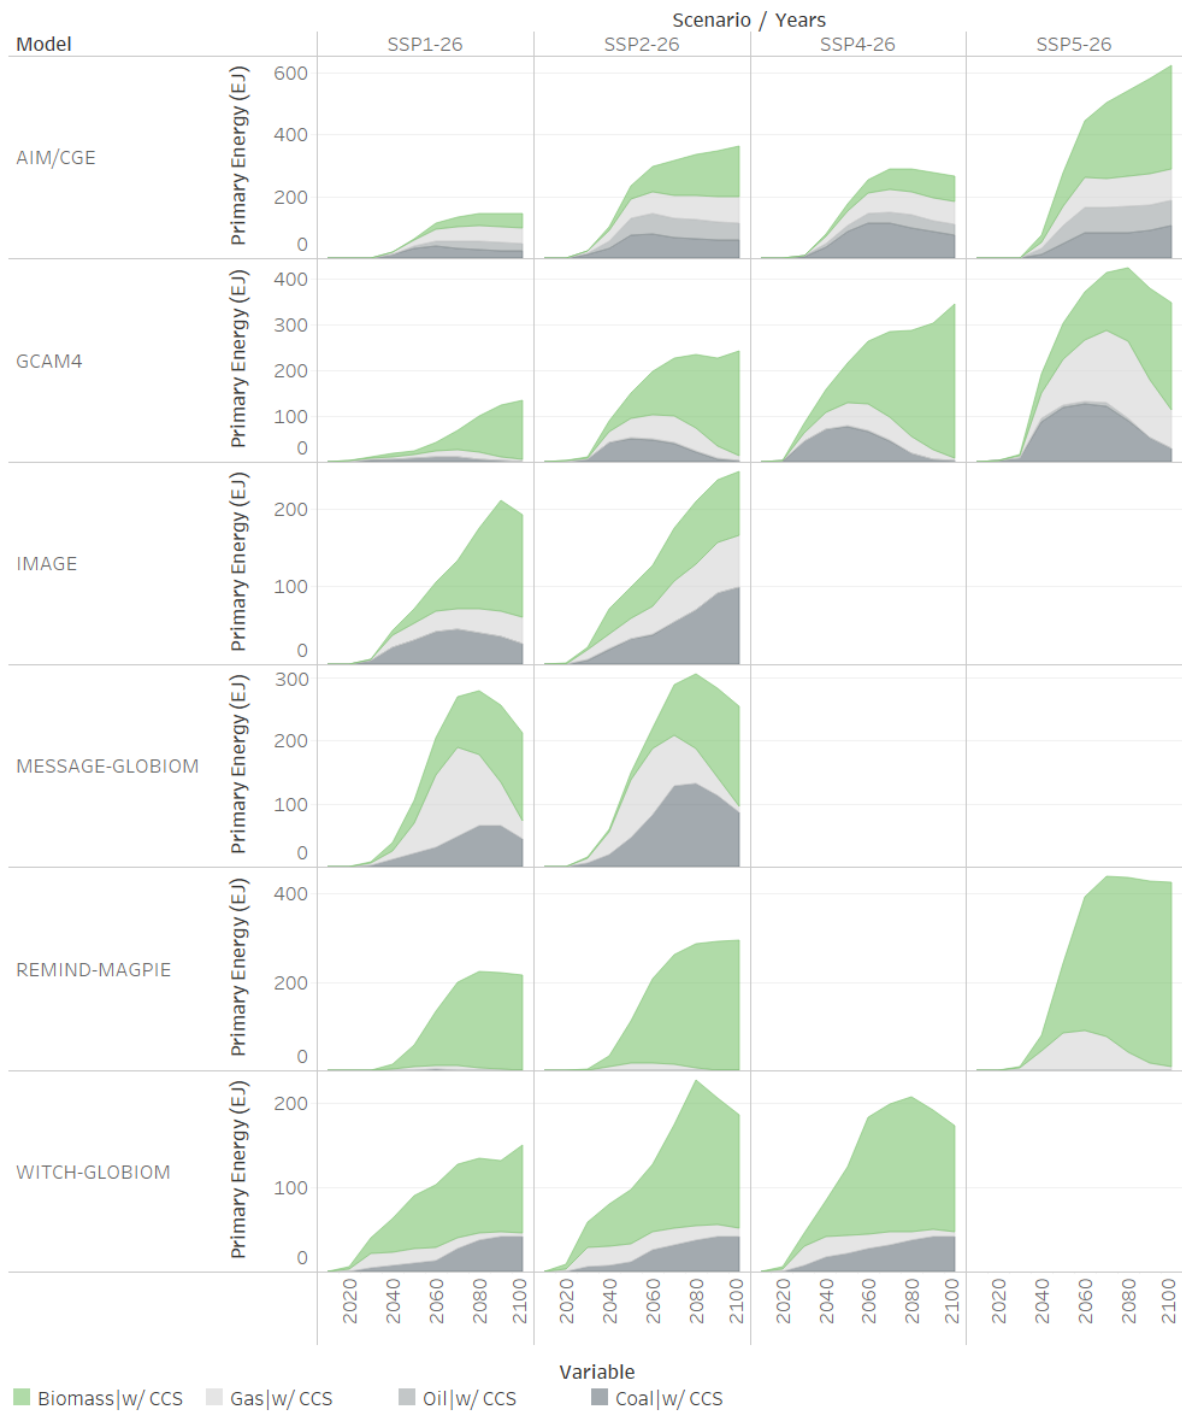 Scenario / Years
Model
SSP1-26
SSP2-26
SSP4-26
SSP5-26
AIM/CGE
Primary Energy (EJ)
600
400
200
0
GCAM4
Primary Energy (EJ)
400
300
200
100
0
IMAGE
Primary Energy (EJ)
200
100
0
MESSAGE-GLOBIOM
Primary Energy (EJ)
300
200
100
0
REMIND-MAGPIE
Primary Energy (EJ)
400
200
0
WITCH-GLOBIOM
Primary Energy (EJ)
200
100
0
2020
2040
2060
2080
2100
2020
2040
2060
2080
2100
2020
2040
2060
2080
2100
2020
2040
2060
2080
2100
Variable
Biomass|w/ CCS
Gas|w/ CCS
Oil|w/ CCS
Coal|w/ CCS